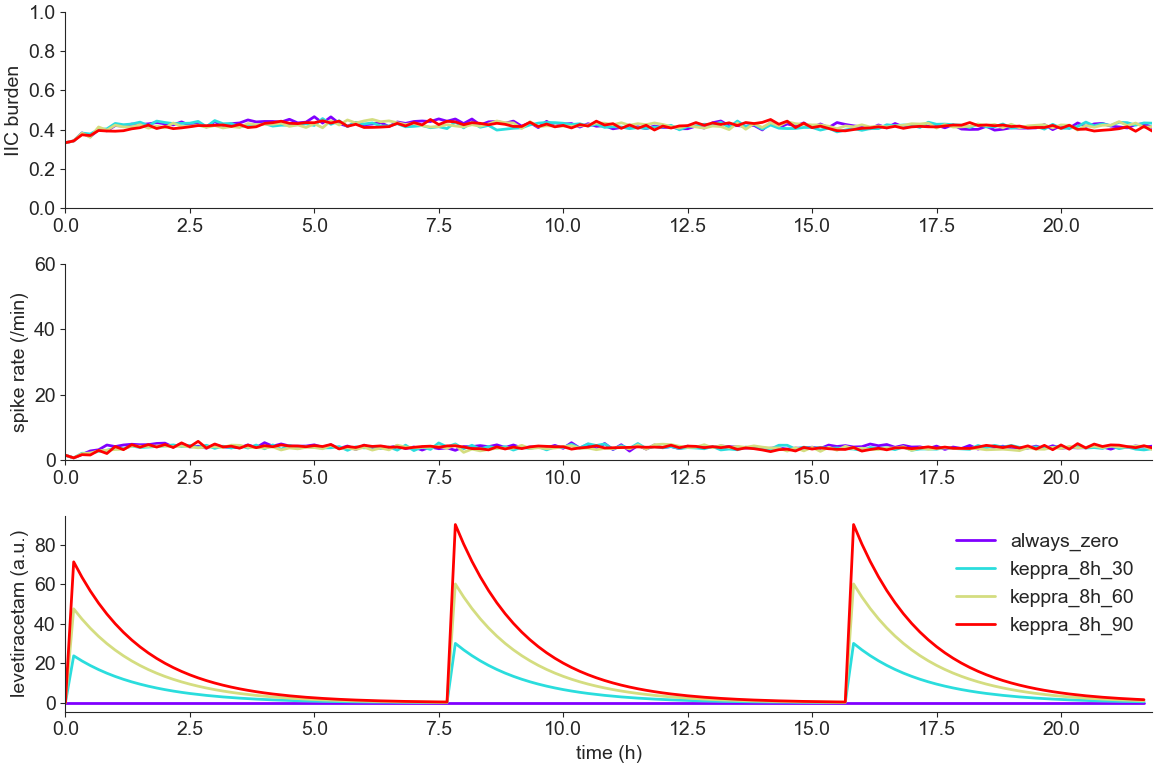 1.0
0.8
0.6
0.4
0.2
0.0
IIC burden
0.0 2.5 5.0 7.5 10.0 12.5 15.0 17.5 20.0
60
40
20
0
spike rate (/min)
0.0 2.5 5.0 7.5 10.0 12.5 15.0 17.5 20.0
80
60
40
20
0
levetiracetam (a.u.)
always_zero
keppra_8h_30
keppra_8h_60
keppra_8h_90
0.0 2.5 5.0 7.5 10.0 12.5 15.0 17.5 20.0
time (h)